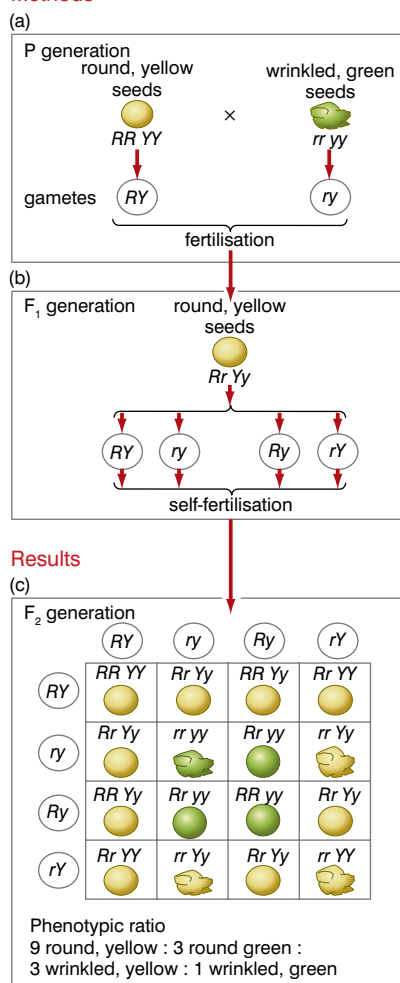 (a)
P generation
round, yellow
seeds
wrinkled, green
seeds
×
RR YY
rr yy
gametes
RY
ry
fertilisation
(b)
F₁ generation
round, yellow
seeds
Rr Yy
RY ry Ry rY
self-fertilisation
Results
(c)
F₂ generation
RY ry Ry rY
RY
RR YY Rr Yy RR Yy Rr YY
ry
Rr Yy rr yy Rr yy rr Yy
Ry
RR Yy Rr yy RR yy Rr Yy
rY
Rr YY rr Yy Rr Yy rr YY
Phenotypic ratio
9 round, yellow : 3 round green :
3 wrinkled, yellow : 1 wrinkled, green